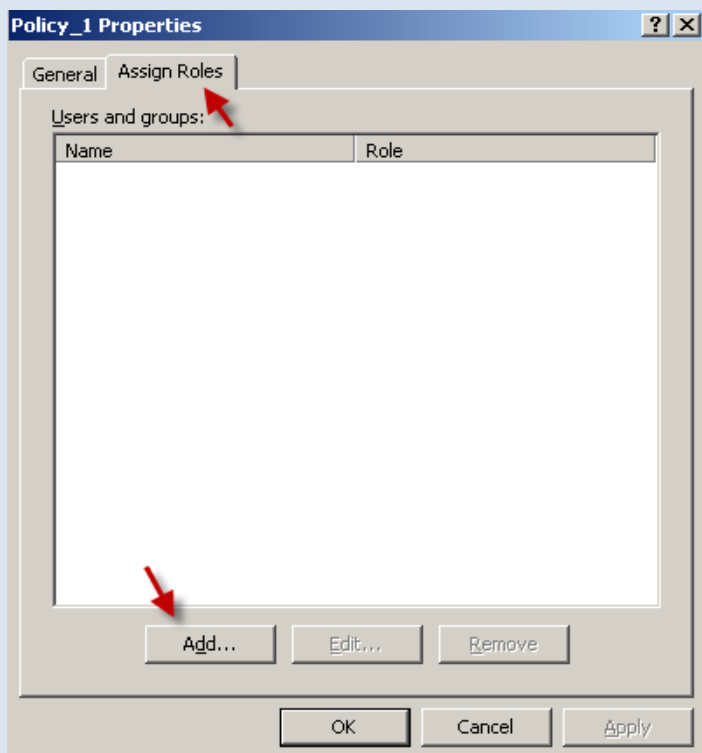 Policy_1 Properties
General Assign Roles
Users and groups:
Name Role
Add... Edit... Remove
OK Cancel Apply